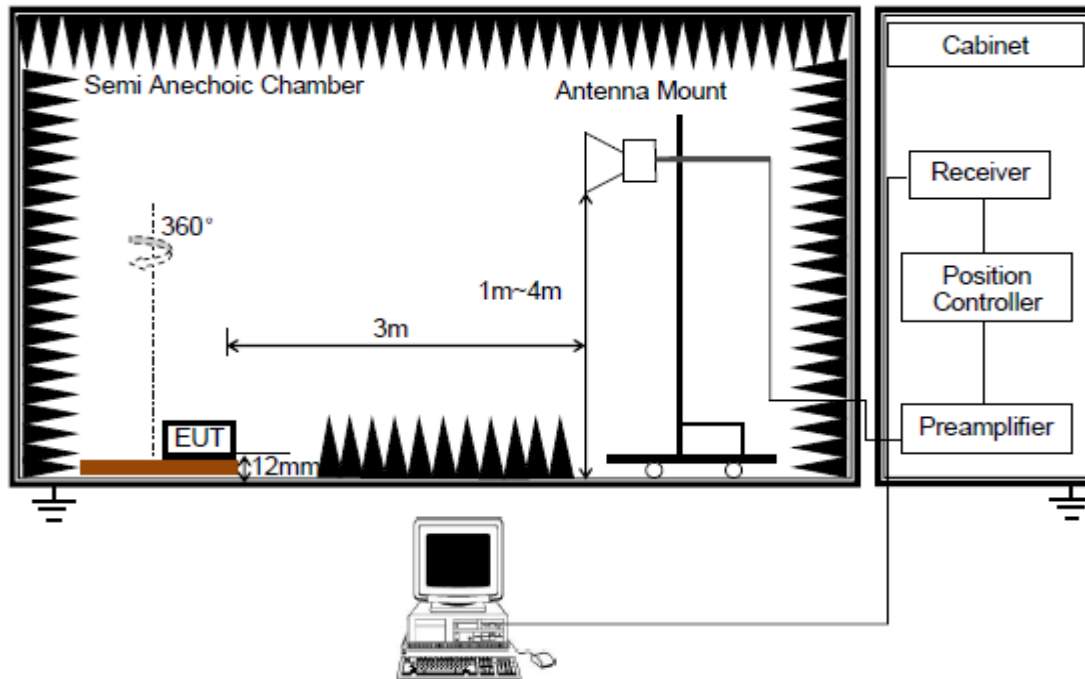 Semi Anechoic Chamber
Antenna Mount
Cabinet
Receiver
360°
Position
Controller
1m~4m
3m
EUT
12mm
Preamplifier